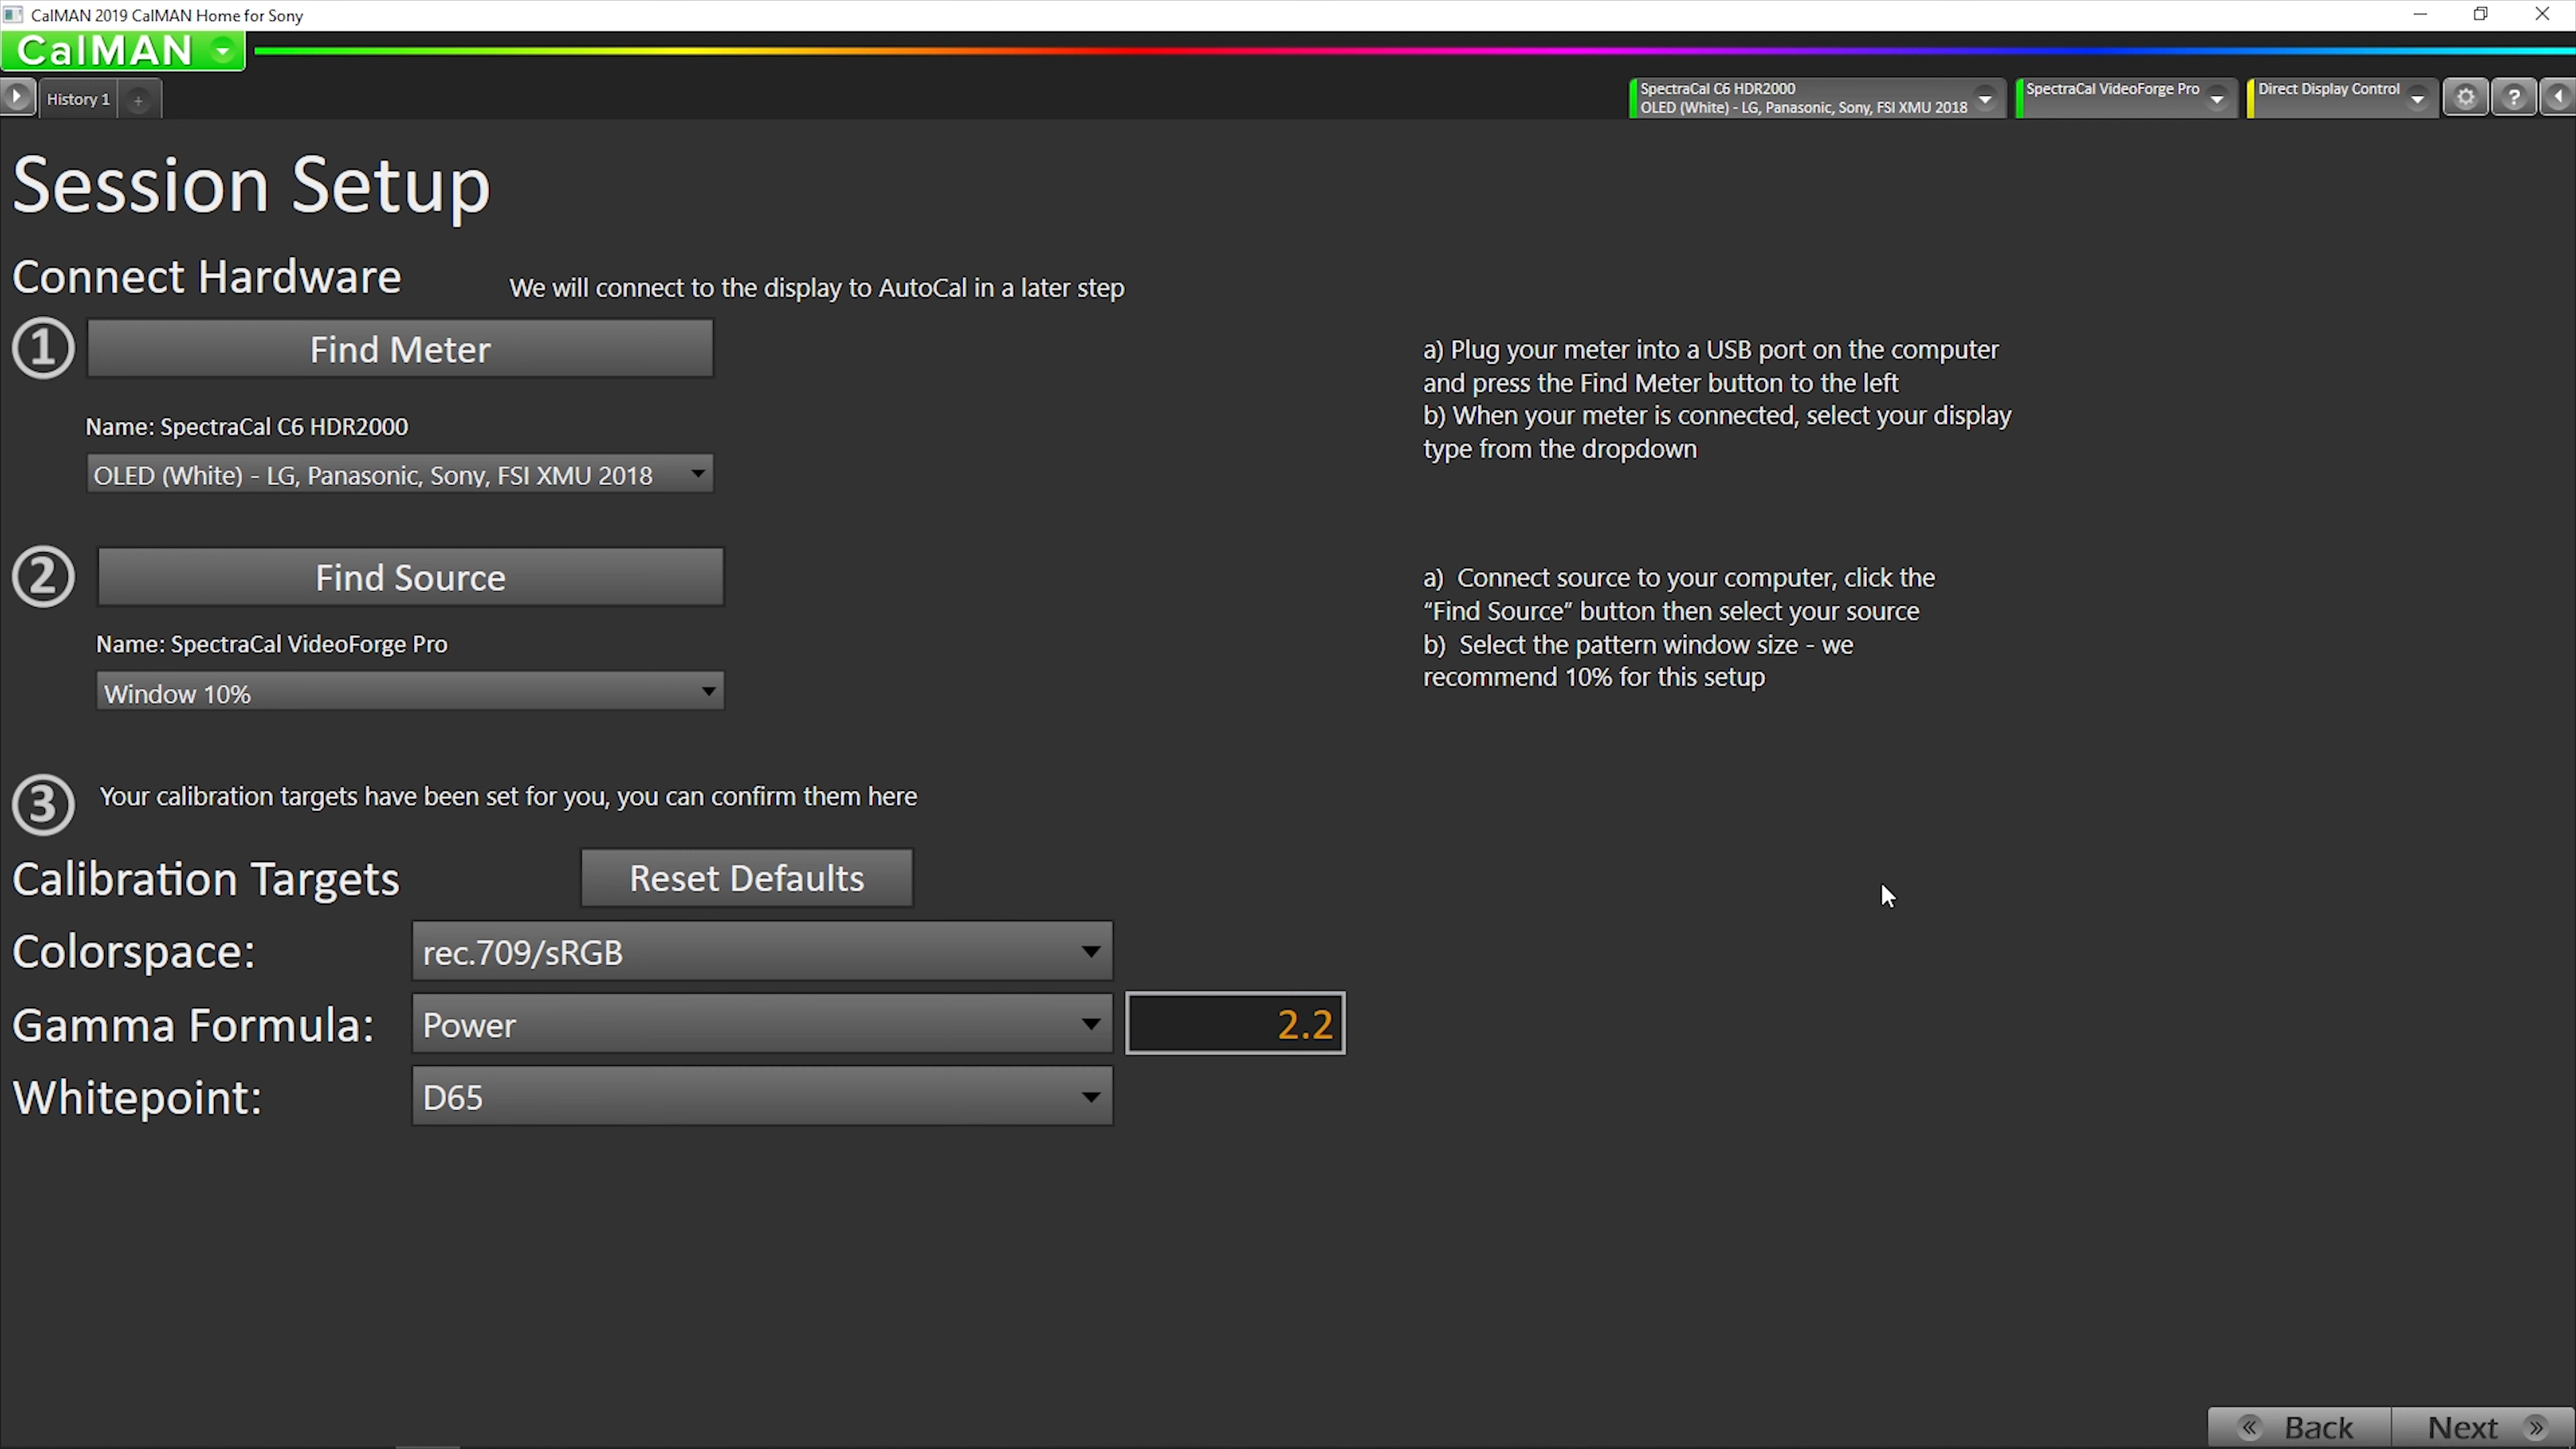 CalMAN 2019 CalMAN Home for Sony
CalMAN
History 1
+
SpectraCal C6 HDR2000
OLED (White) - LG, Panasonic, Sony, FSI XMU 2018
SpectraCal VideoForge Pro
Direct Display Control
?
Session Setup
Connect Hardware
We will connect to the display to AutoCal in a later step
1
Find Meter
Name: SpectraCal C6 HDR2000
OLED (White) - LG, Panasonic, Sony, FSI XMU 2018
a) Plug your meter into a USB port on the computer
and press the Find Meter button to the left
b) When your meter is connected, select your display
type from the dropdown
2
Find Source
Name: SpectraCal VideoForge Pro
Window 10%
a)  Connect source to your computer, click the
“Find Source” button then select your source
b)  Select the pattern window size - we
recommend 10% for this setup
3
Your calibration targets have been set for you, you can confirm them here
Calibration Targets
Reset Defaults
Colorspace:
rec.709/sRGB
Gamma Formula:
Power
2.2
Whitepoint:
D65
« Back
Next »